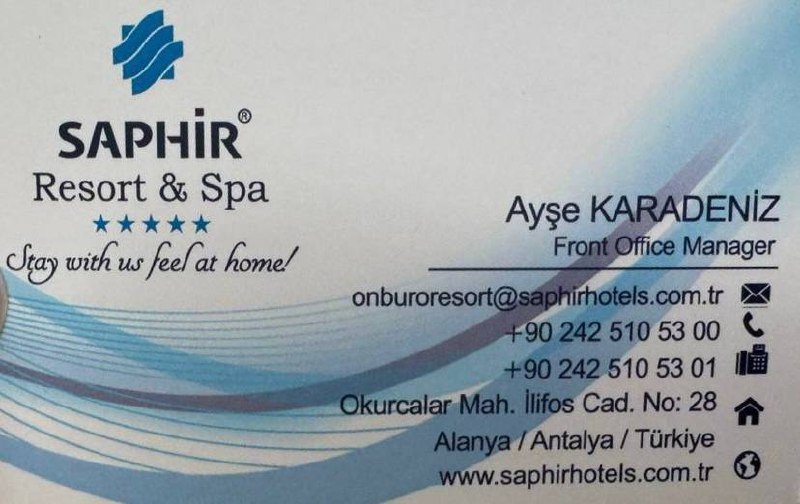 SAPHİR®
Resort & Spa
Stay with us feel at home!
Ayşe KARADENİZ
Front Office Manager
onburoresort@saphirhotels.com.tr
+90 242 510 53 00
+90 242 510 53 01
Okurcalar Mah. İlifos Cad. No: 28
Alanya / Antalya / Türkiye
www.saphirhotels.com.tr